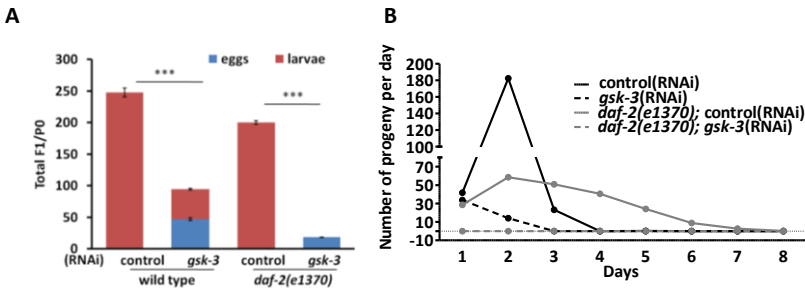 A
eggs larvae
***
***
Total F1/P0
300
250
200
150
100
50
0
(RNAi) control gsk-3 control gsk-3
wild type daf-2(e1370)
B
Number of progeny per day
200
180
160
140
120
100
70
50
30
10
-10
control(RNAi)
gsk-3(RNAi)
daf-2(e1370); control(RNAi)
daf-2(e1370); gsk-3(RNAi)
1 2 3 4 5 6 7 8
Days